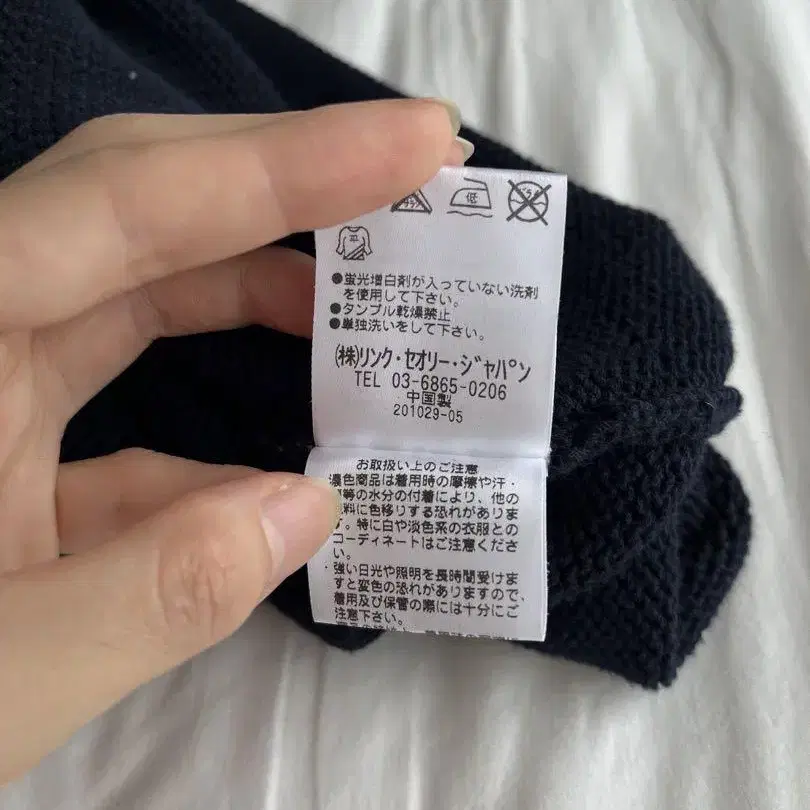 低
平
●蛍光増白剤が入っていない洗剤
を使用して下さい。
●タンブル乾燥禁止
●単独洗いをして下さい。
(株)リンク・セオリー・ジャパン
TEL 03-6865-0206
中国製
201029-05
お取扱い上のご注意
濃色商品は着用時の摩擦や汗・
等の水分の付着により、他の
に色移りする恐れがありま
。特に白や淡色系の衣服との
コーディネートはご注意くださ
い。
・強い日光や照明を長時間受けま
すと変色の恐れがありますので、
着用及び保管の際には十分にご
注意下さい。